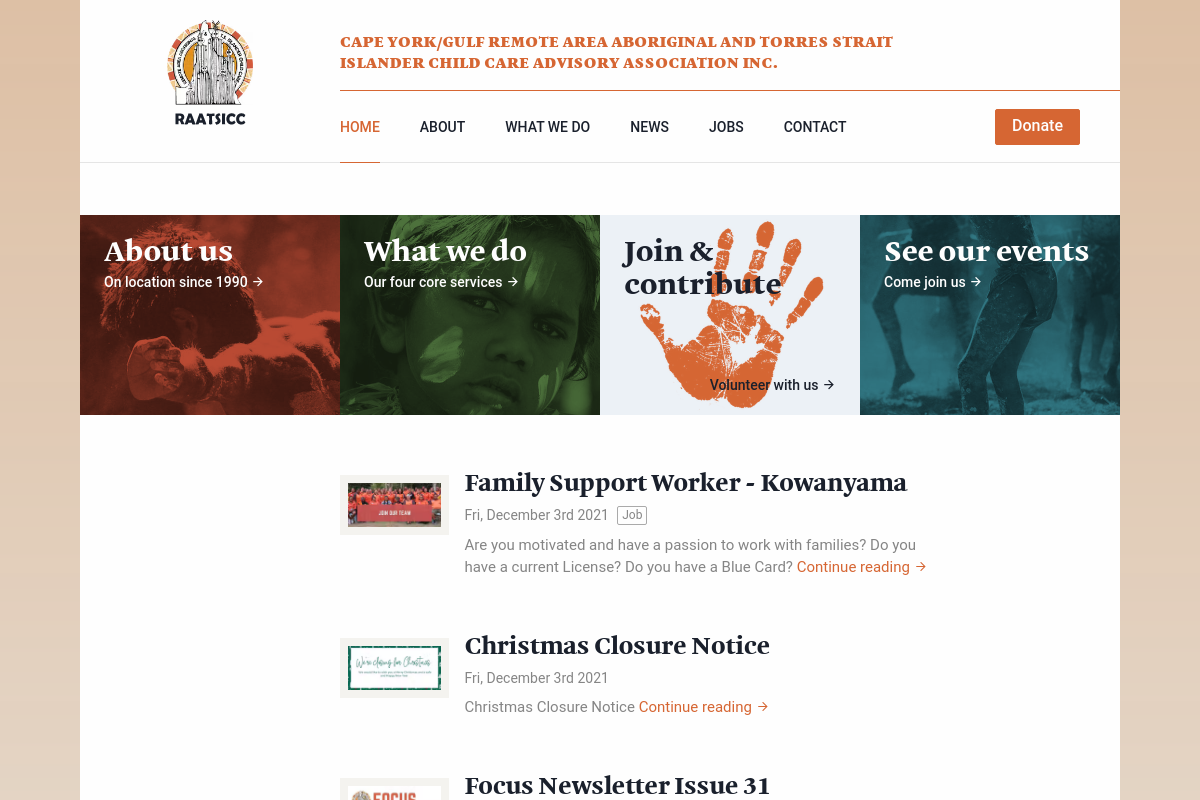 RAATSICC
CAPE YORK/GULF REMOTE AREA ABORIGINAL AND TORRES STRAIT
ISLANDER CHILD CARE ADVISORY ASSOCIATION INC.
HOME
ABOUT
WHAT WE DO
NEWS
JOBS
CONTACT
Donate
About us
On location since 1990 →
What we do
Our four core services →
Join &
contribute
Volunteer with us →
See our events
Come join us →
JOIN OUR TEAM
Family Support Worker - Kowanyama
Fri, December 3rd 2021 Job
Are you motivated and have a passion to work with families? Do you
have a current License? Do you have a Blue Card? Continue reading →
We're closing for Christmas
Christmas Closure Notice
Fri, December 3rd 2021
Christmas Closure Notice Continue reading →
FOCUS
Focus Newsletter Issue 31